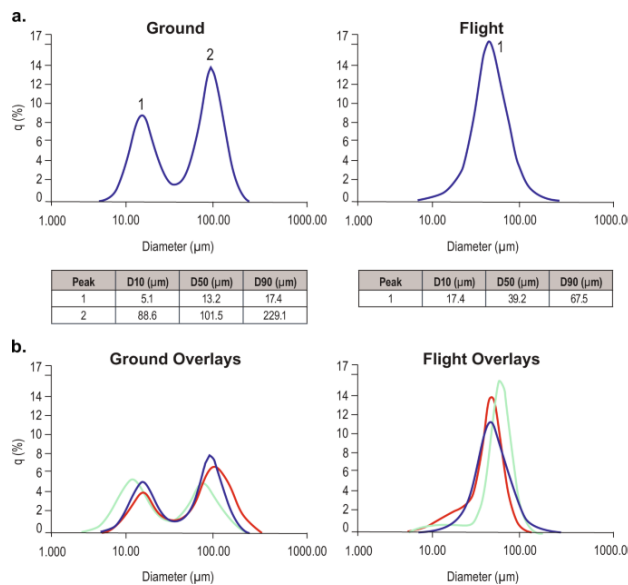 a.
Ground
Flight
17
14
12
10
8
6
4
2
0
q (%)
1
2
1.000
10.00
100.00
1000.00
Diameter (µm)
17
14
12
10
8
6
4
2
0
q (%)
1
1.000
10.00
100.00
1000.00
Diameter (µm)
Peak D10 (µm) D50 (µm) D90 (µm)
1 5.1 13.2 17.4
2 88.6 101.5 229.1
Peak D10 (µm) D50 (µm) D90 (µm)
1 17.4 39.2 67.5
b.
Ground Overlays
Flight Overlays
17
14
12
10
8
6
4
2
0
q (%)
1.000
10.00
100.00
1000.00
Diameter (µm)
17
14
12
10
8
6
4
2
0
q (%)
1.000
10.00
100.00
1000.00
Diameter (µm)